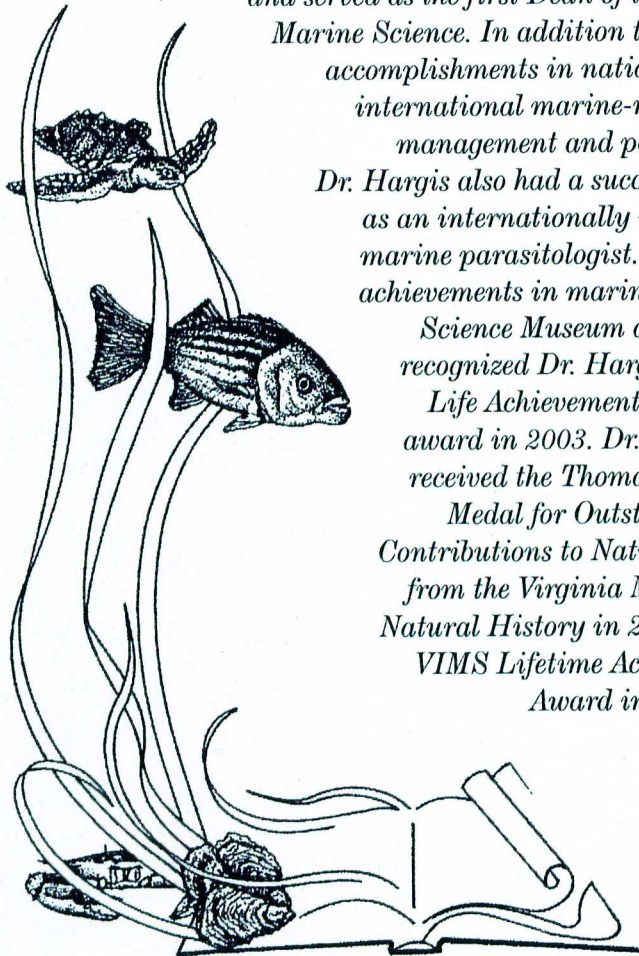 and served as the first Dean of t
Marine Science. In addition t
accomplishments in natio
international marine-r
management and po
Dr. Hargis also had a succ
as an internationally
marine parasitologist.
achievements in marin
Science Museum o
recognized Dr. Harg
Life Achievement
award in 2003. Dr.
received the Thoma
Medal for Outst
Contributions to Nat
from the Virginia M
Natural History in 2
VIMS Lifetime Ac
Award in